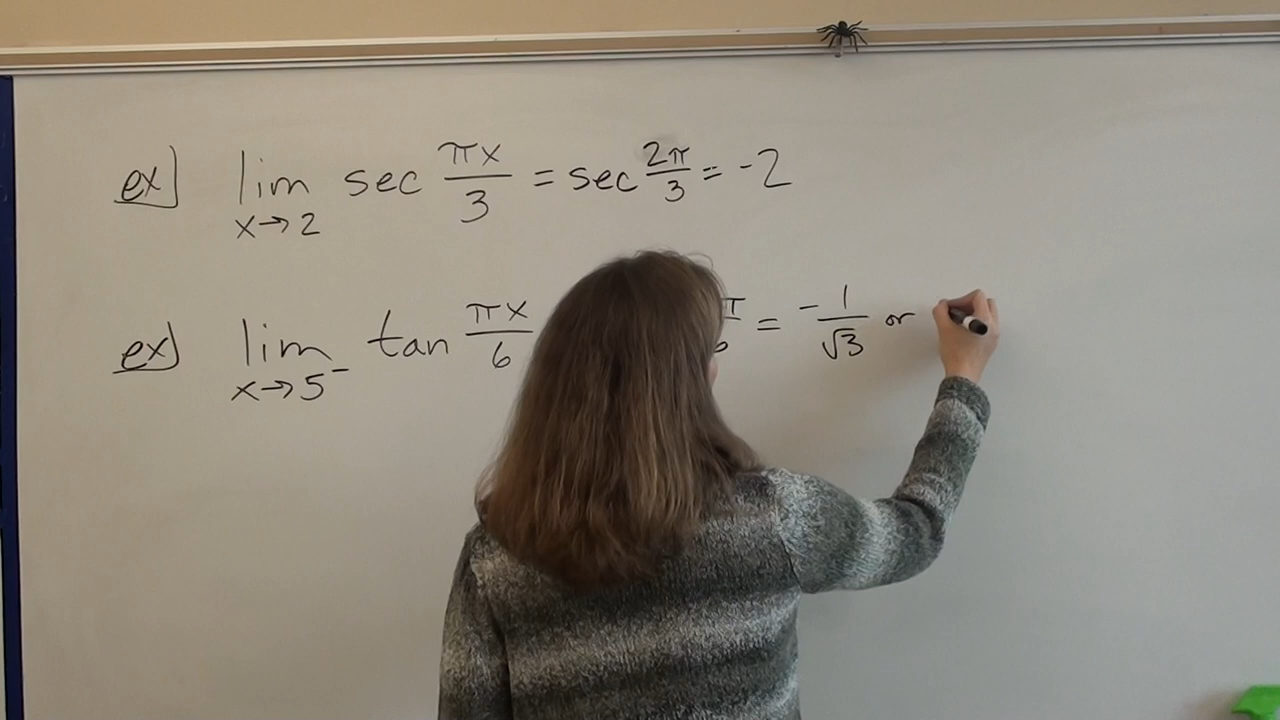 ex] lim x→2 sec πx/3 = sec 2π/3 = -2
ex] lim x→5⁻ tan πx/6 = -1/√3 or